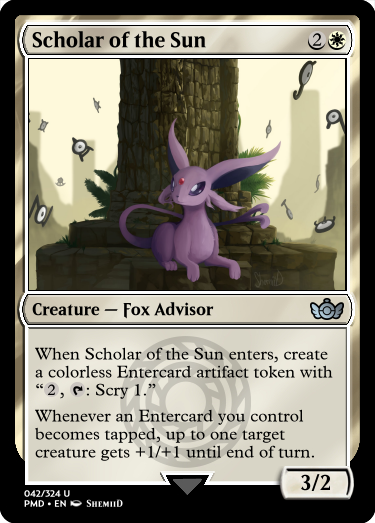 Scholar of the Sun 2
Creature — Fox Advisor
When Scholar of the Sun enters, create
a colorless Entercard artifact token with
“2, : Scry 1.”
Whenever an Entercard you control
becomes tapped, up to one target
creature gets +1/+1 until end of turn.
3/2
042/324 U
PMD • EN ShemiiD